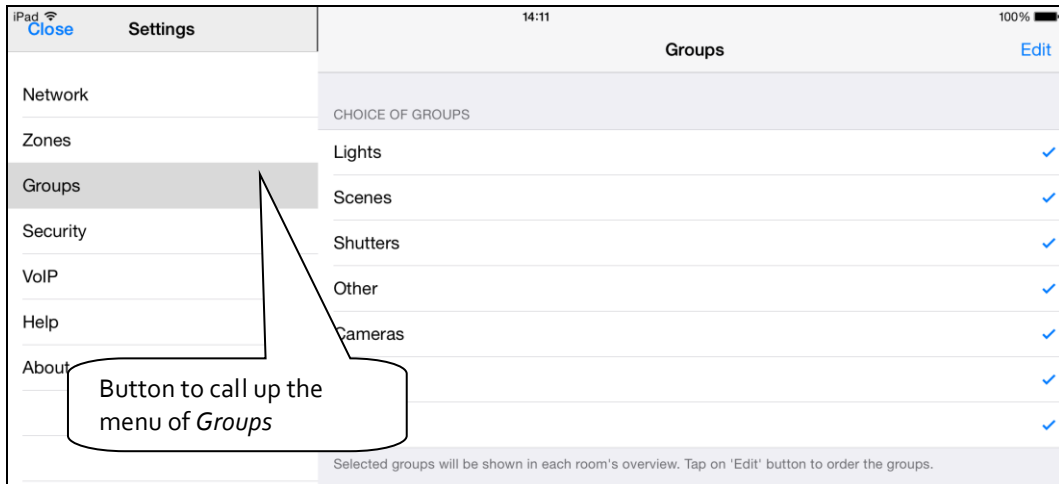 iPad 14:11 100%
Close Settings Groups Edit
Network
Zones
Groups
Security
VoIP
Help
About
CHOICE OF GROUPS
Lights
Scenes
Shutters
Other
Cameras
Button to call up the
menu of Groups
Selected groups will be shown in each room's overview. Tap on 'Edit' button to order the groups.